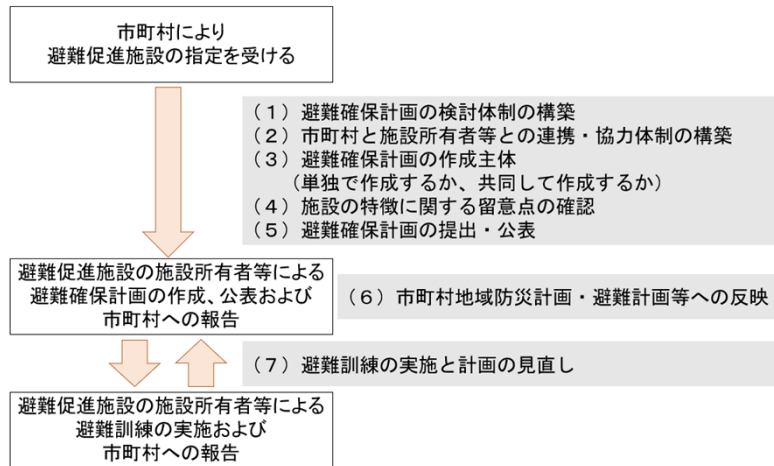 市町村により
避難促進施設の指定を受ける
（１）避難確保計画の検討体制の構築
（２）市町村と施設所有者等との連携・協力体制の構築
（３）避難確保計画の作成主体
（単独で作成するか、共同して作成するか）
（４）施設の特徴に関する留意点の確認
（５）避難確保計画の提出・公表
避難促進施設の施設所有者等による
避難確保計画の作成、公表および
市町村への報告
（６）市町村地域防災計画・避難計画等への反映
（７）避難訓練の実施と計画の見直し
避難促進施設の施設所有者等による
避難訓練の実施および
市町村への報告